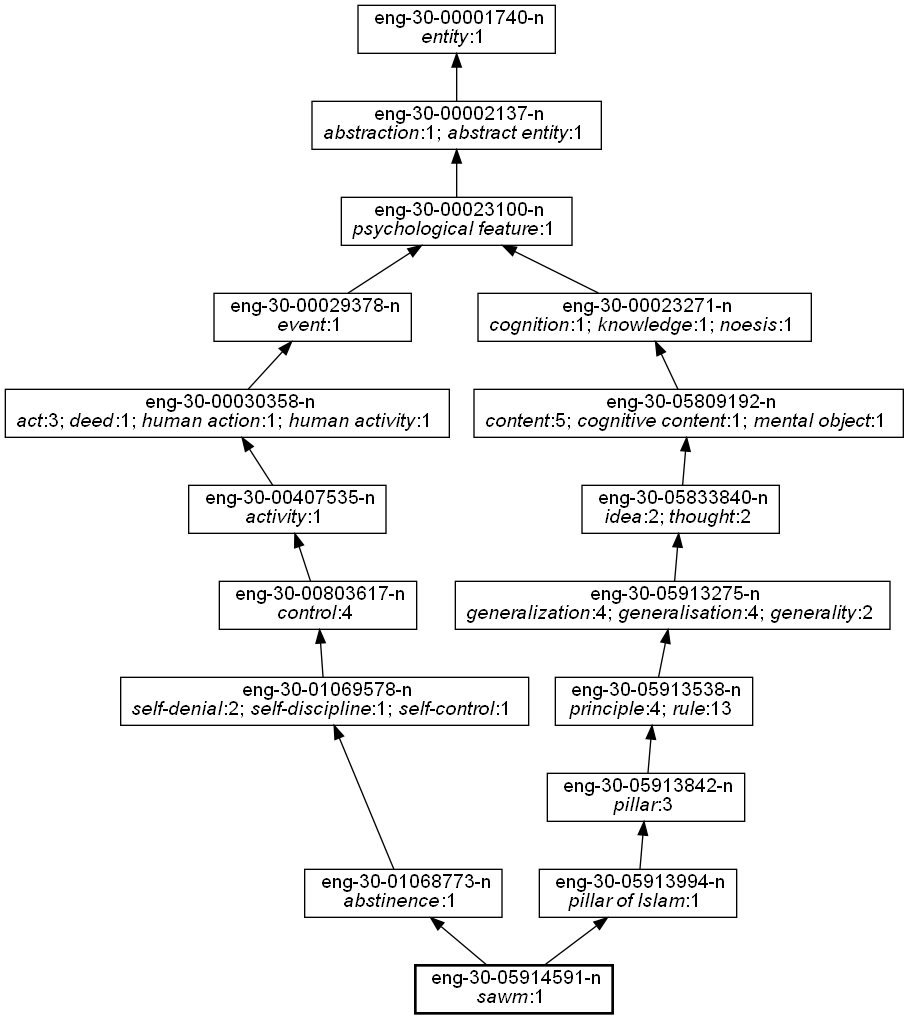 eng-30-00001740-n
entity:1
eng-30-00002137-n
abstraction:1; abstract entity:1
eng-30-00023100-n
psychological feature:1
eng-30-00029378-n
event:1
eng-30-00023271-n
cognition:1; knowledge:1; noesis:1
eng-30-00030358-n
act:3; deed:1; human action:1; human activity:1
eng-30-05809192-n
content:5; cognitive content:1; mental object:1
eng-30-00407535-n
activity:1
eng-30-05833840-n
idea:2; thought:2
eng-30-00803617-n
control:4
eng-30-05913275-n
generalization:4; generalisation:4; generality:2
eng-30-01069578-n
self-denial:2; self-discipline:1; self-control:1
eng-30-05913538-n
principle:4; rule:13
eng-30-05913842-n
pillar:3
eng-30-01068773-n
abstinence:1
eng-30-05913994-n
pillar of Islam:1
eng-30-05914591-n
sawm:1